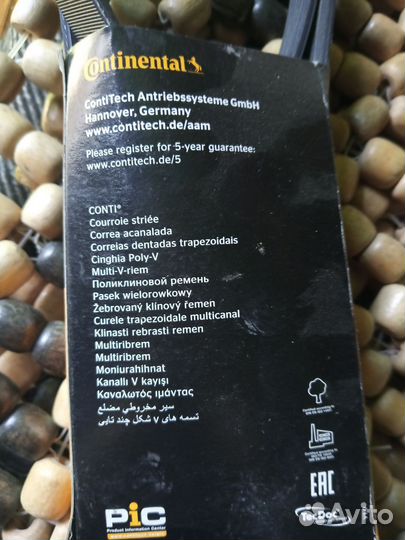 Continental
ContiTech Antriebssysteme GmbH
Hannover, Germany
www.contitech.de/aam
Please register for 5-year guarantee:
www.contitech.de/5
CONTI®
Courroie striée
Correa acanalada
Correias dentadas trapezoidais
Cinghia Poly-V
Multi-V-riem
Поликлиновой ремень
Pasek wielorowkowy
Žebrovaný klínový řemen
Curele trapezoidale multicanal
Klinasti rebrasti remen
Multiribrem
Multiribrem
Moniurahihnat
Kanallı V kayışı
Καναλωτός ιμάντας
سير مخروطي مضلع
تسمه های v شکل چند تایی
PIC
Product Information Center
EAC
TecDoc
Avito